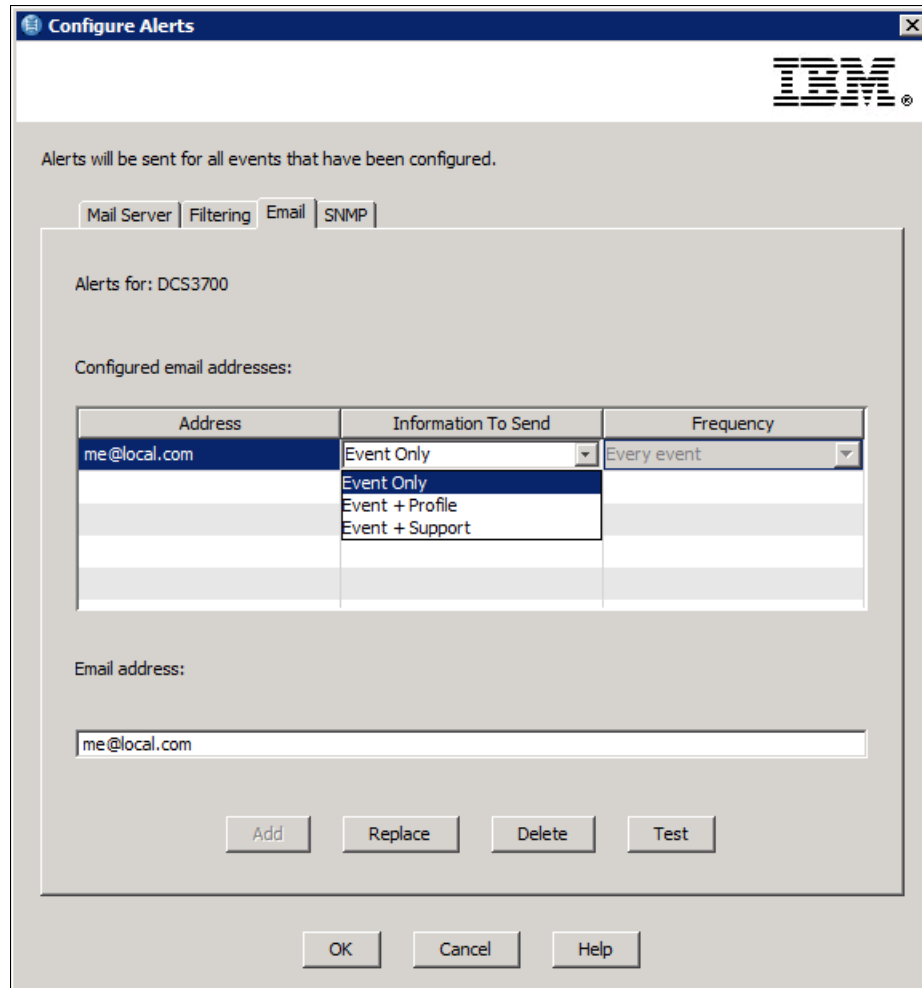 Configure Alerts
IBM®
Alerts will be sent for all events that have been configured.
Mail Server Filtering Email SNMP
Alerts for: DCS3700
Configured email addresses:
Address Information To Send Frequency
me@local.com Event Only Every event
Event Only
Event + Profile
Event + Support
Email address:
me@local.com
Add Replace Delete Test
OK Cancel Help